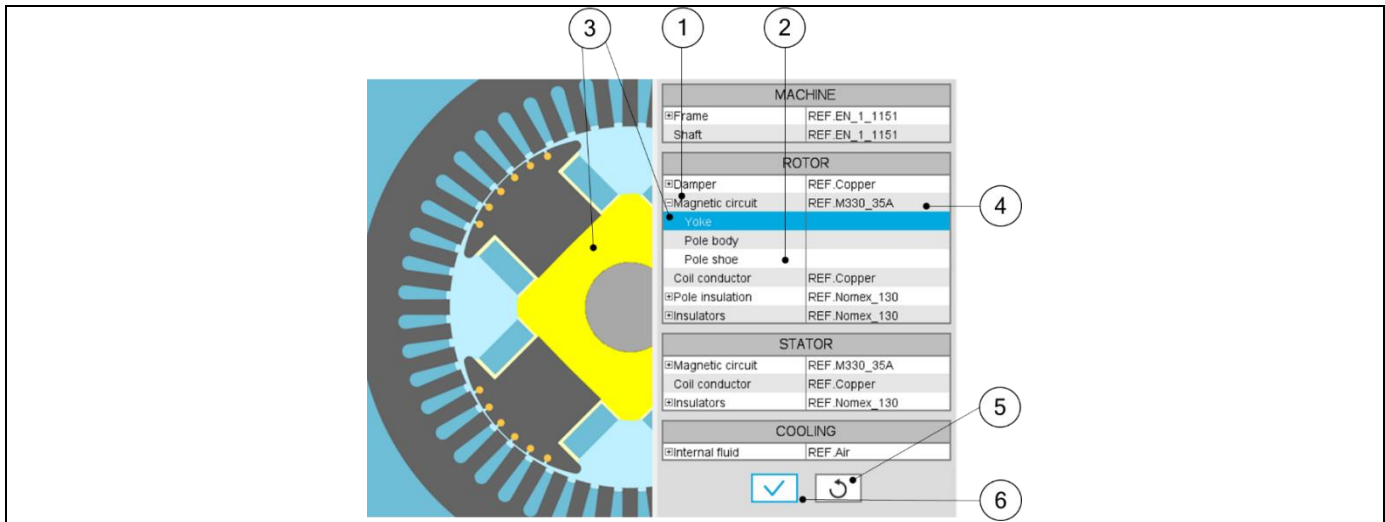 3 1 2
MACHINE
Frame REF.EN_1_1151
Shaft REF.EN_1_1151
ROTOR
Damper REF.Copper
Magnetic circuit REF.M330_35A
4
Yoke
Pole body
Pole shoe
Coil conductor REF.Copper
Pole insulation REF.Nomex_130
Insulators REF.Nomex_130
STATOR
Magnetic circuit REF.M330_35A
Coil conductor REF.Copper
Insulators REF.Nomex_130
5
COOLING
Internal fluid REF.Air
6